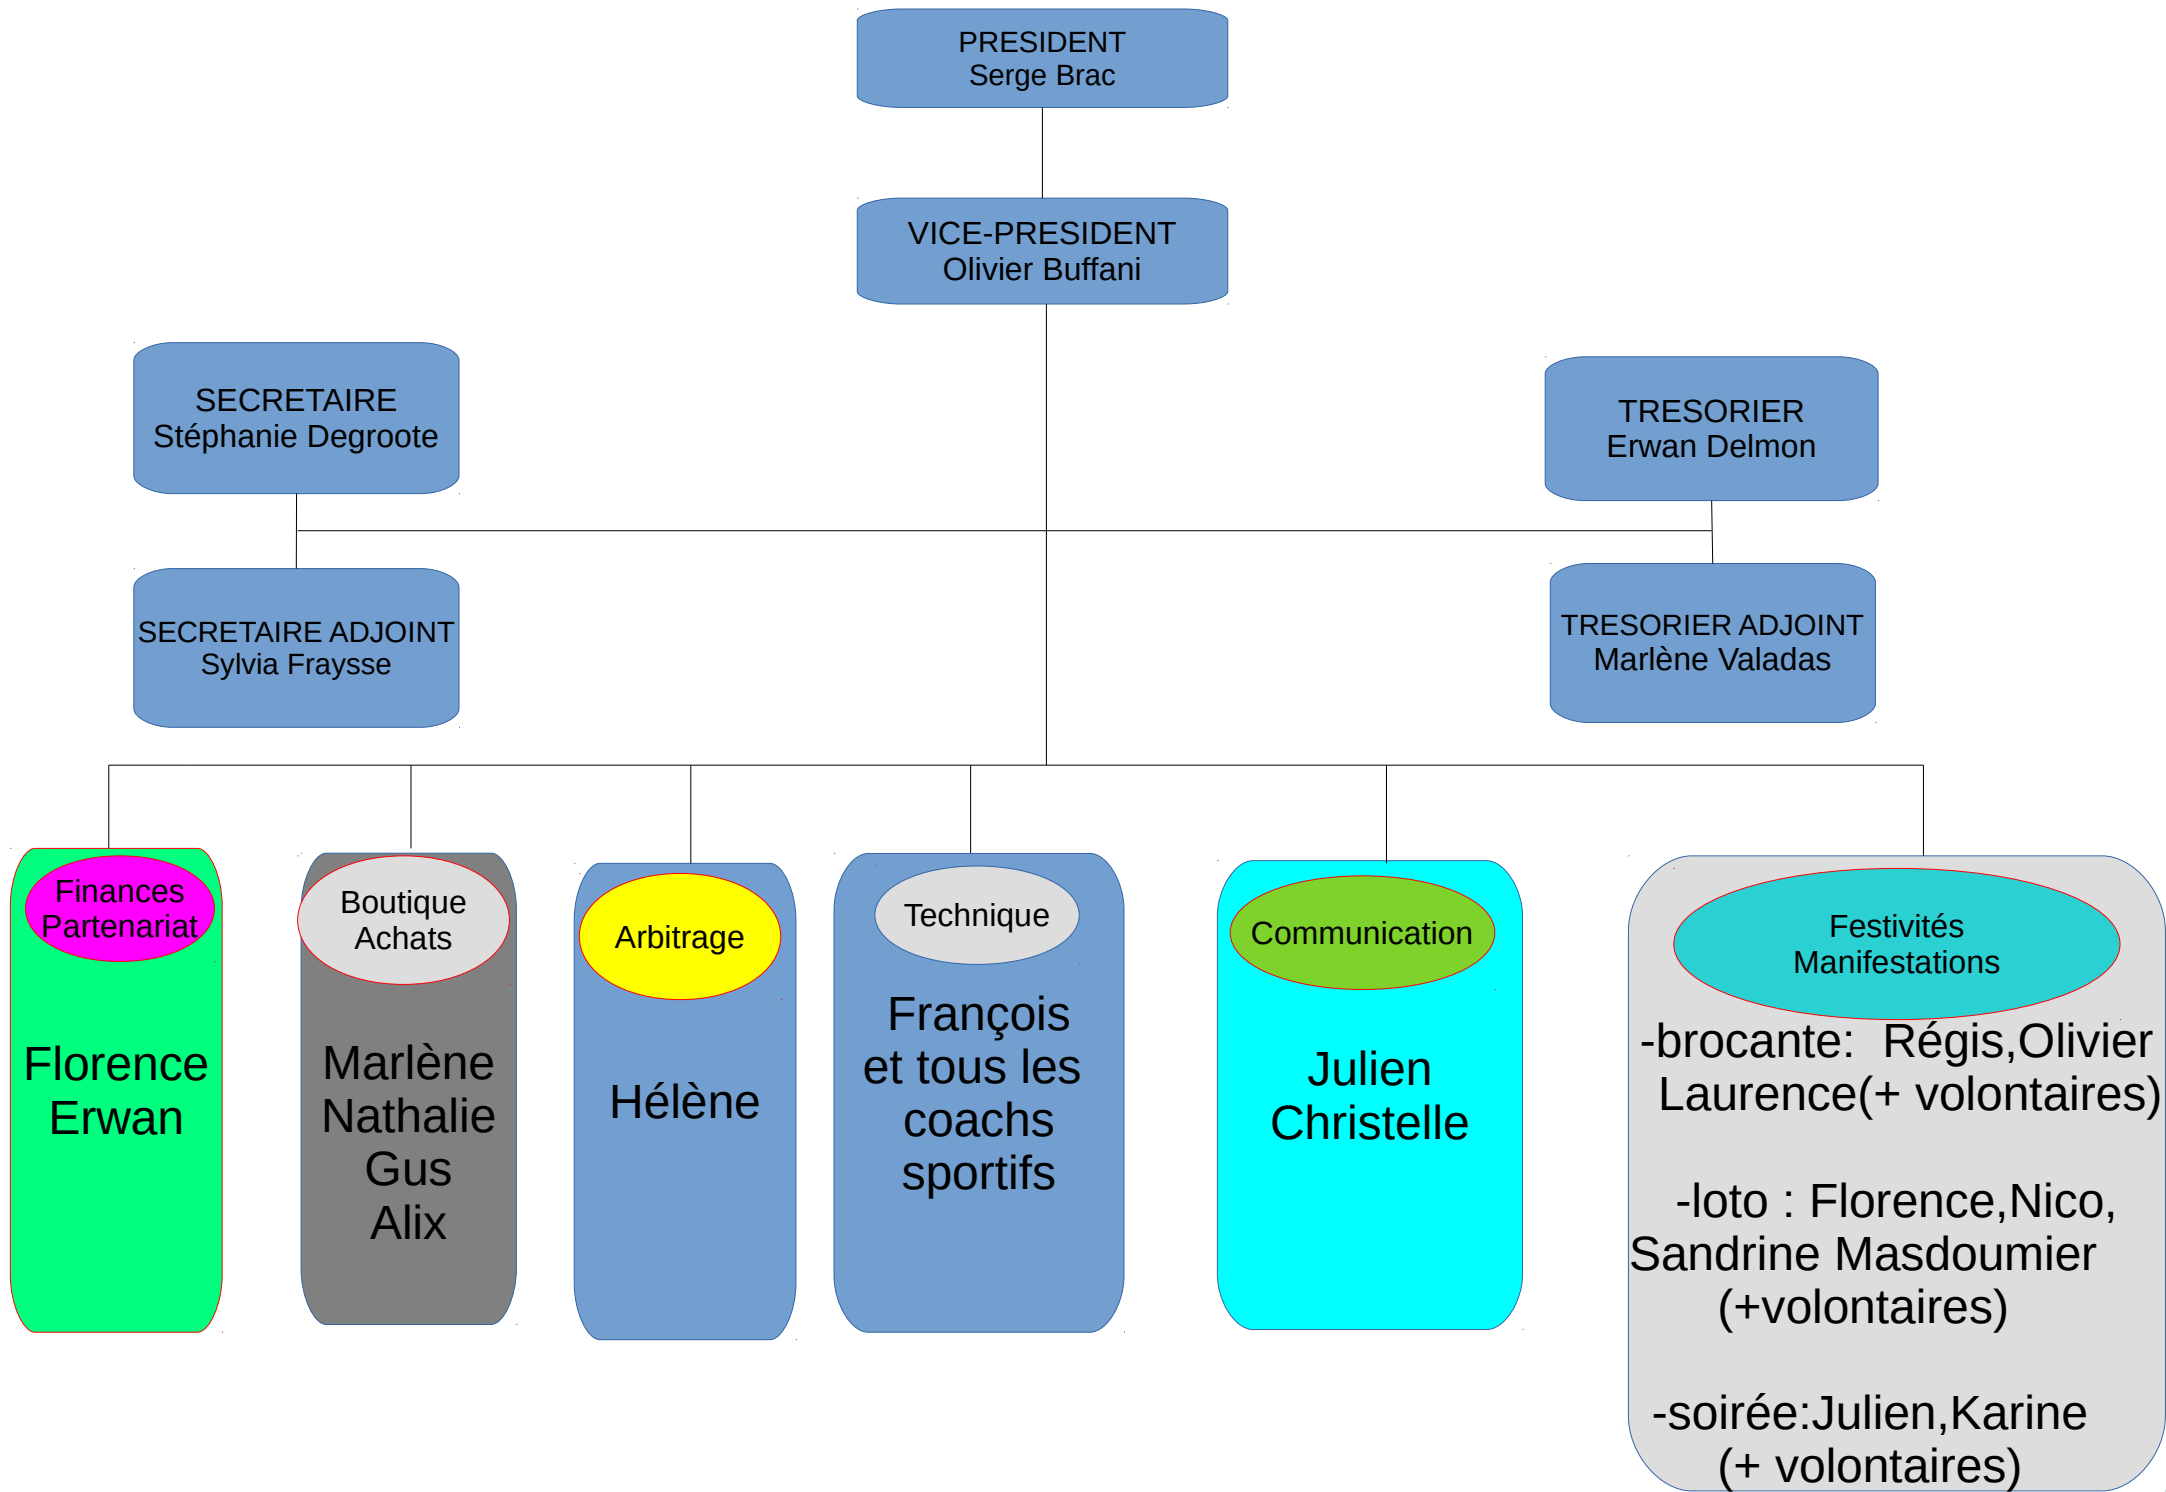 PRESIDENT
Serge Brac
VICE-PRESIDENT
Olivier Buffani
SECRETAIRE
Stéphanie Degroote
TRESORIER
Erwan Delmon
SECRETAIRE ADJOINT
Sylvia Fraysse
TRESORIER ADJOINT
Marlène Valadas
Finances
Partenariat
Florence
Erwan
Boutique
Achats
Marlène
Nathalie
Gus
Alix
Arbitrage
Hélène
Technique
François
et tous les
coachs
sportifs
Communication
Julien
Christelle
Festivités
Manifestations
-brocante:  Régis,Olivier
Laurence(+ volontaires)
-loto : Florence,Nico,
Sandrine Masdoumier
(+volontaires)
-soirée:Julien,Karine
(+ volontaires)